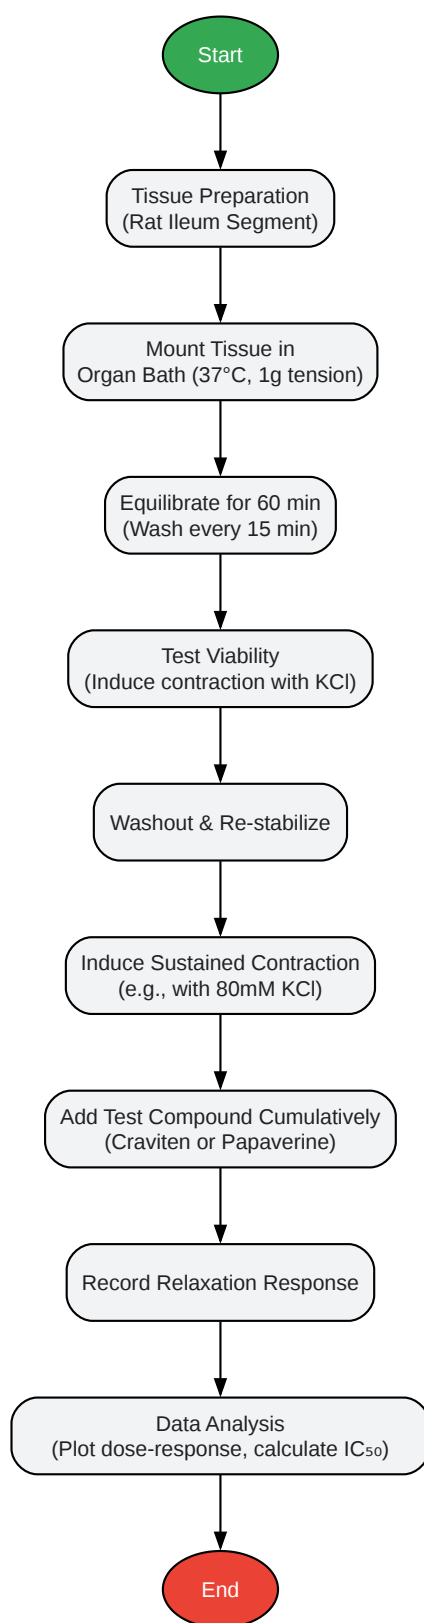 Start
Tissue Preparation
(Rat Ileum Segment)
Mount Tissue in
Organ Bath (37°C, 1g tension)
Equilibrate for 60 min
(Wash every 15 min)
Test Viability
(Induce contraction with KCl)
Washout & Re-stabilize
Induce Sustained Contraction
(e.g., with 80mM KCl)
Add Test Compound Cumulatively
(Craviten or Papaverine)
Record Relaxation Response
Data Analysis
(Plot dose-response, calculate IC₅₀)
End